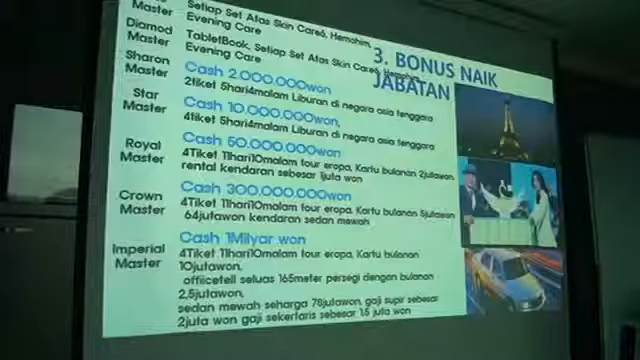 Master
Setiap Set Atas Skin Care6, Hemohim,
Evening Care
Diamod
Master
TabletBook, Setiap Set Atas Skin Care6, Hemohim,
Evening Care
3. BONUS NAIK
JABATAN
Sharon
Master
Cash 2.000.000won
2tiket 5hari4malam Liburan di negara asia tenggara
Star
Master
Cash 10.000.000won,
4tiket 5hari4malam Liburan di negara asia tenggara
Royal
Master
Cash 50.000.000won
4Tiket 11hari10malam tour eropa, Kartu bulanan 2jutawon,
rental kendaran sebesar 1juta won
Crown
Master
Cash 300.000.000won
4Tiket 11hari10malam tour eropa, Kartu bulanan 5jutawon
64jutawon kendaran sedan mewah
Imperial
Master
Cash 1Milyar won
4Tiket 11hari10malam tour eropa, Kartu bulanan
10jutawon,
officetell seluas 165meter persegi dengan bulanan
2,5jutawon,
sedan mewah seharga 78jutawon, gaji supir sebesar
2juta won gaji sekertaris sebesar 1.5 juta won